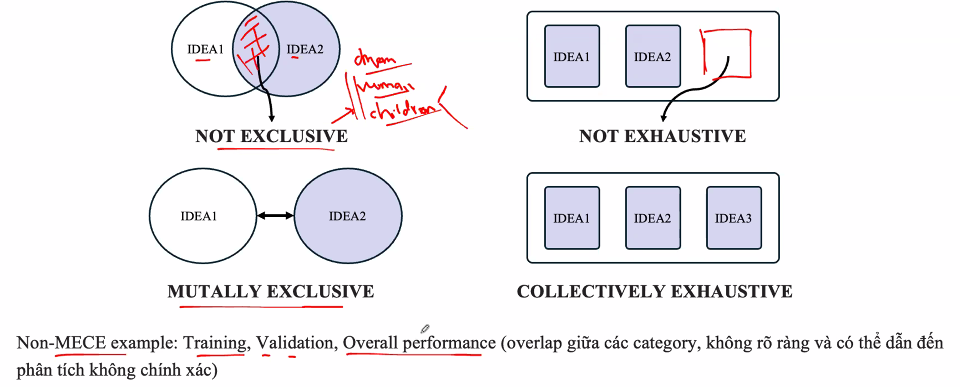 IDEA1
IDEA2
IDEA1
IDEA2
human
children
NOT EXCLUSIVE
NOT EXHAUSTIVE
IDEA1
IDEA2
IDEA1
IDEA2
IDEA3
MUTALLY EXCLUSIVE
COLLECTIVELY EXHAUSTIVE
Non-MECE example: Training, Validation, Overall performance (overlap giữa các category, không rõ ràng và có thể dẫn đến
phân tích không chính xác)